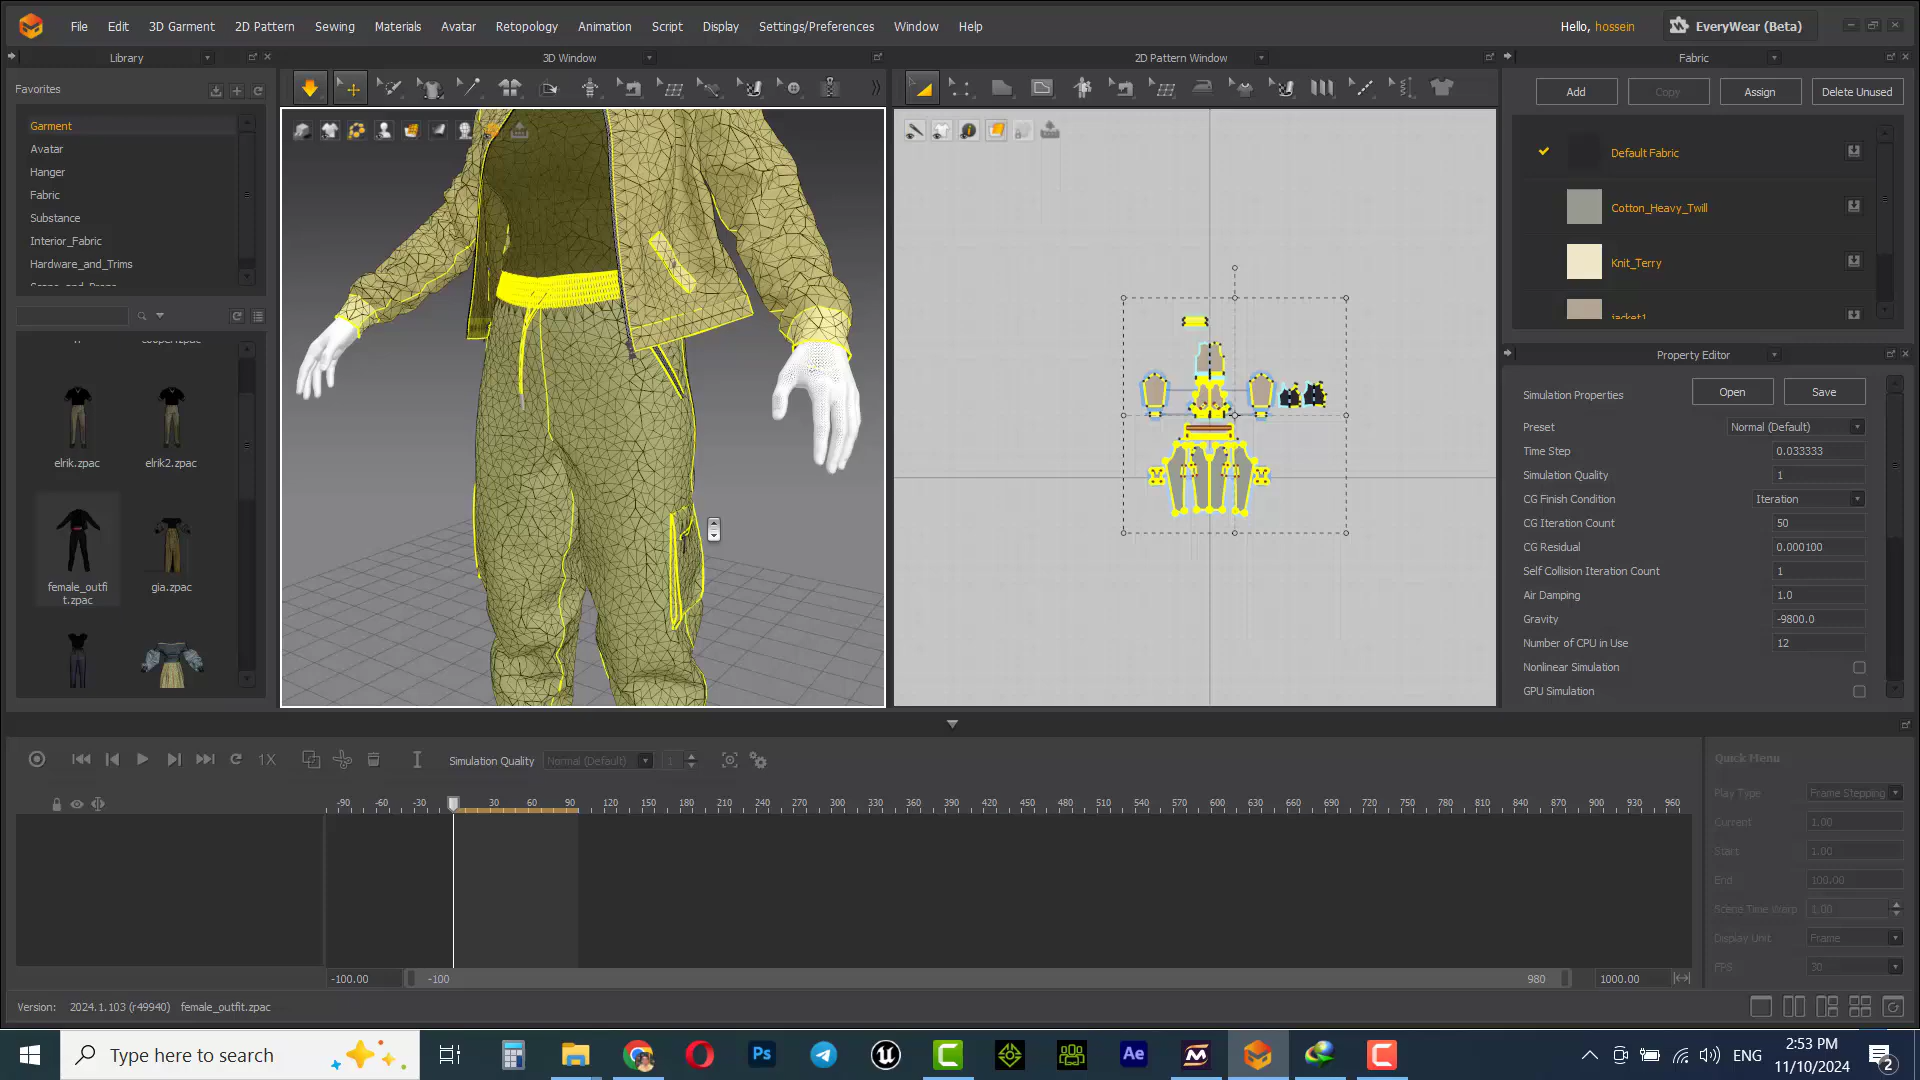 File Edit 3D Garment 2D Pattern Sewing Materials Avatar Retopology Animation Script Display Settings/Preferences Window Help
Hello, hossein
EveryWear (Beta)
Library
3D Window
2D Pattern Window
Fabric
Favorites
Garment
Avatar
Hanger
Fabric
Substance
Interior_Fabric
Hardware_and_Trims
elrik.zpac
elrik2.zpac
female_outfi
t.zpac
gia.zpac
Add
Copy
Assign
Delete Unused
Default Fabric
Cotton_Heavy_Twill
Knit_Terry
jacket1
Property Editor
Simulation Properties
Open
Save
Preset Normal (Default)
Time Step 0.033333
Simulation Quality 1
CG Finish Condition Iteration
CG Iteration Count 50
CG Residual 0.000100
Self Collision Iteration Count 1
Air Damping 1.0
Gravity -9800.0
Number of CPU in Use 12
Nonlinear Simulation
GPU Simulation
1X
Simulation Quality Normal (Default) 1
-90 -60 -30 30 60 90 120 150 180 210 240 270 300 330 360 390 420 450 480 510 540 570 600 630 660 690 720 750 780 810 840 870 900 930 960
-100.00 -100 980 1000.00
Quick Menu
Play Type Frame Stepping
Current 1.00
Start 1.00
End 100.00
Scene Time Warp 1.00
Display Unit Frame
FPS 30
Version: 2024.1.103 (r49940) female_outfit.zpac
Type here to search
Ps
Ae
ENG
2:53 PM
11/10/2024
2